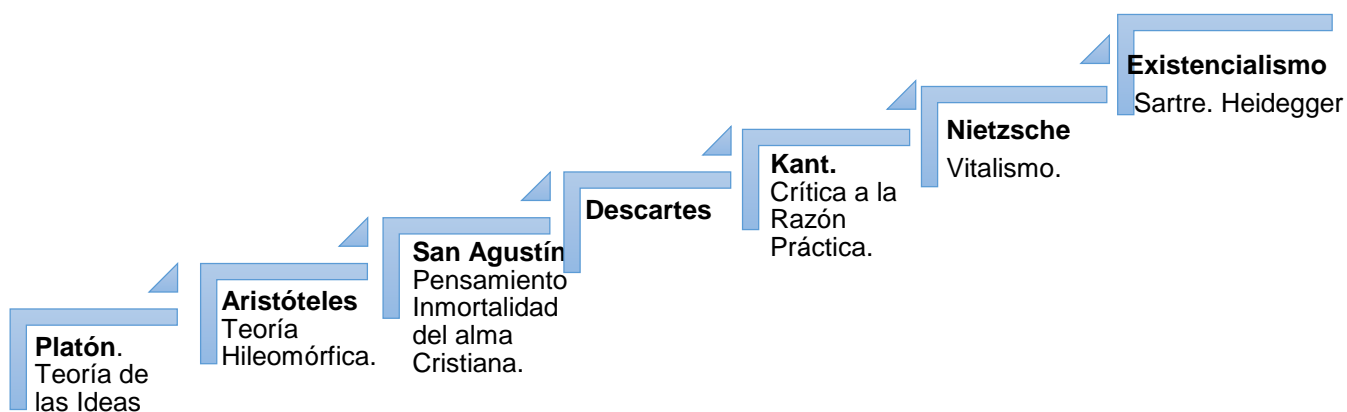 Platón.
Teoría de
las Ideas
Aristóteles
Teoría
Hileomórfica.
San Agustín
Pensamiento
Inmortalidad
del alma
Cristiana.
Descartes
Kant.
Crítica a la
Razón
Práctica.
Nietzsche
Vitalismo.
Existencialismo
Sartre. Heidegger